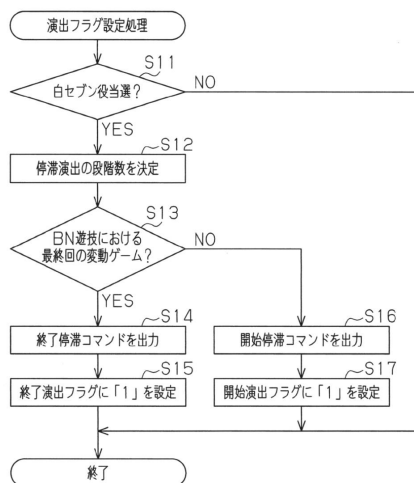 演出フラグ設定処理
S11
白セブン役当選?
NO
YES
S12
停滞演出の段階数を決定
S13
BN遊技における
最終回の変動ゲーム?
NO
YES
S14
終了停滞コマンドを出力
S15
終了演出フラグに「1」を設定
S16
開始停滞コマンドを出力
S17
開始演出フラグに「1」を設定
終了